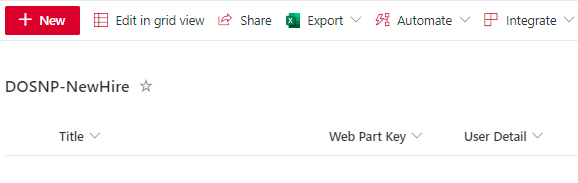 + New Edit in grid view Share Export Automate Integrate
DOSNP-NewHire
Title Web Part Key User Detail